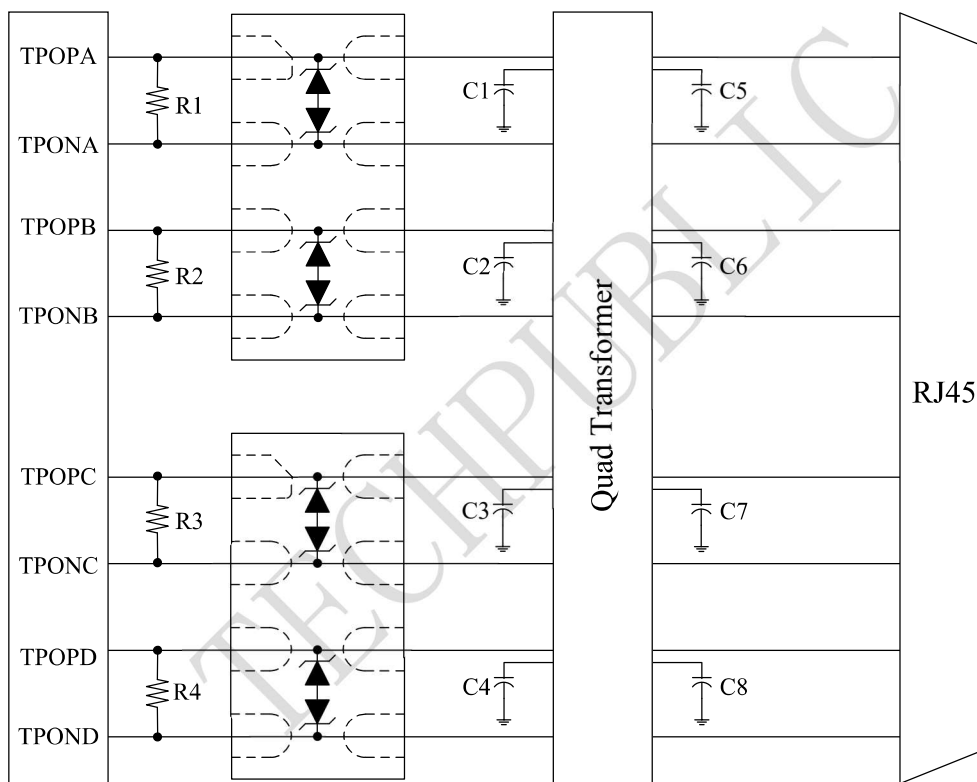 TPOPA
R1
C1
C5
TPONA
TPOPB
R2
C2
C6
TPONB
Quad Transformer
RJ45
TPOPC
R3
C3
C7
TPONC
TPOPD
R4
C4
C8
TPOND
TECHPUBLIC